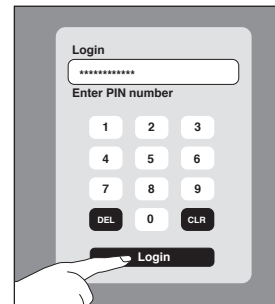 Login
************
Enter PIN number
1 2 3
4 5 6
7 8 9
DEL 0 CLR
Login